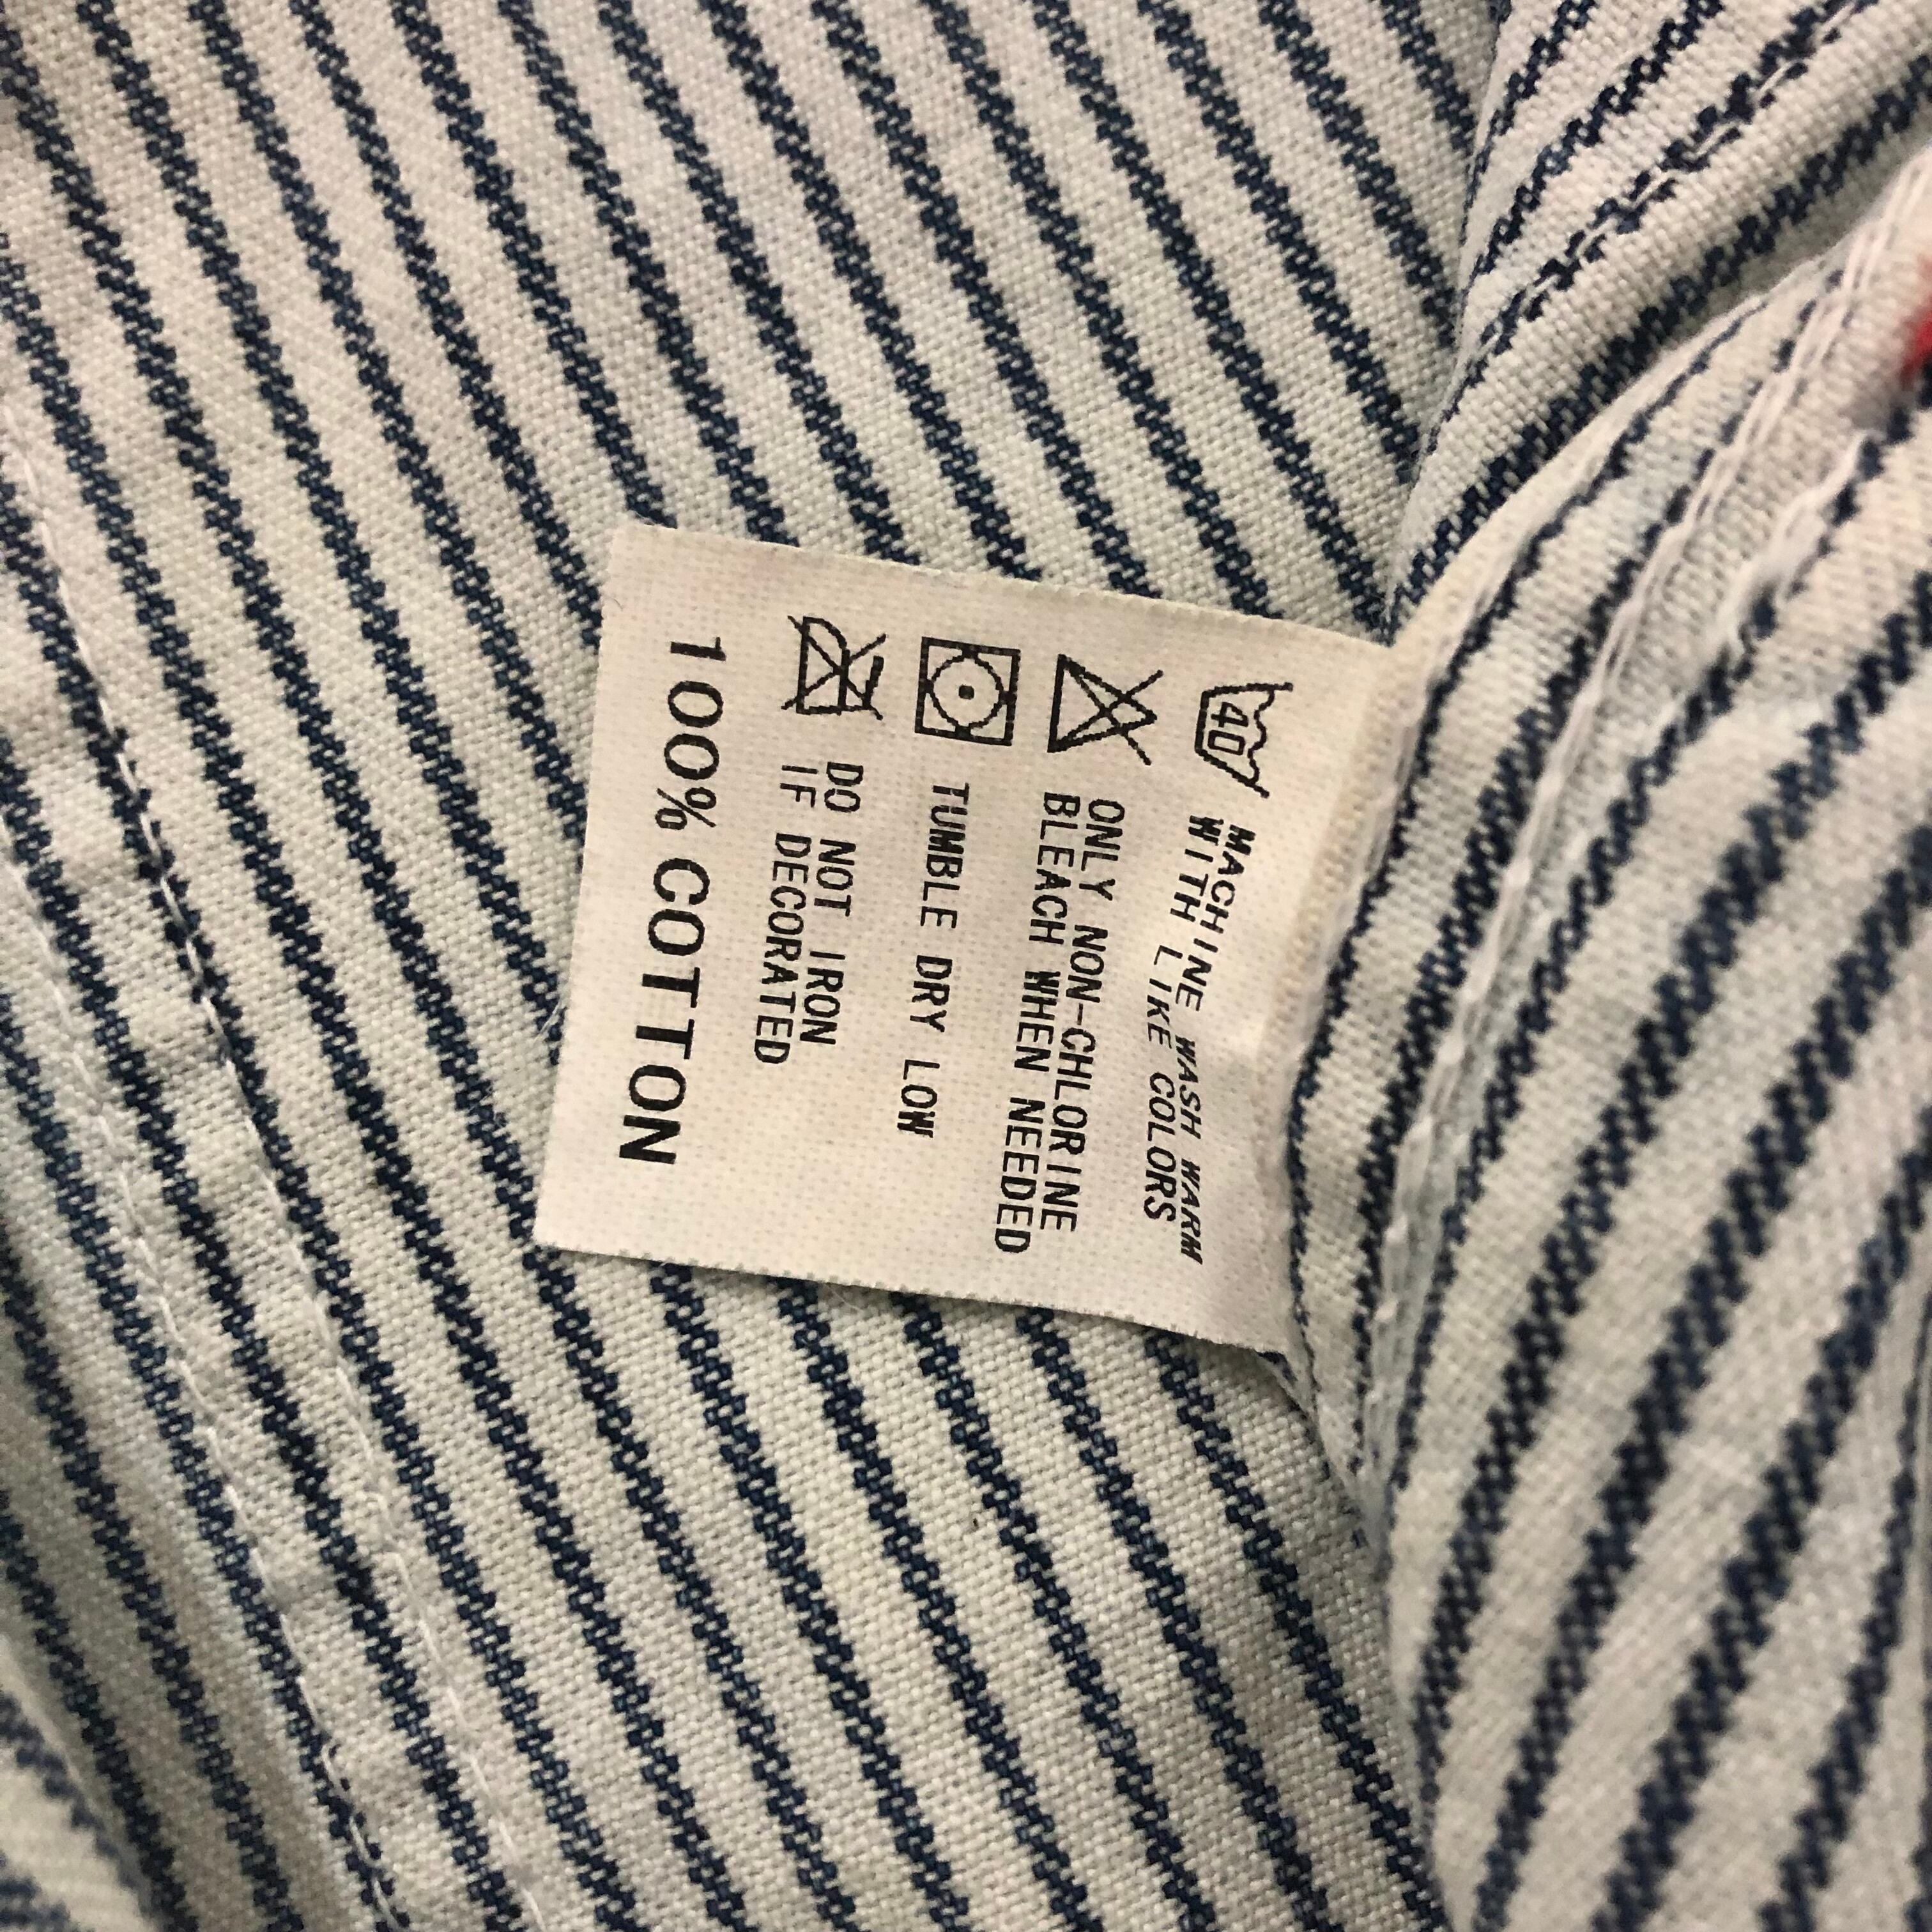 40
MACHINE WASH WARM
WITH LIKE COLORS
ONLY NON-CHLORINE
BLEACH WHEN NEEDED
TUMBLE DRY LOW
DO NOT IRON
IF DECORATED
100% COTTON